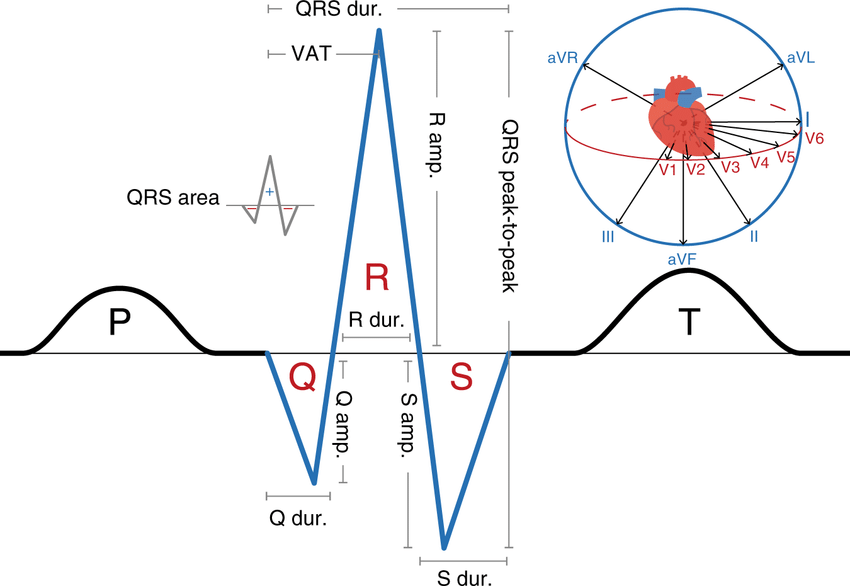 QRS dur.
VAT
R amp.
QRS peak-to-peak
QRS area
+
−
−
aVR
aVL
I
V6
V5
V4
V3
V2
V1
III
II
aVF
P
R
R dur.
T
Q
S
Q amp.
S amp.
Q dur.
S dur.